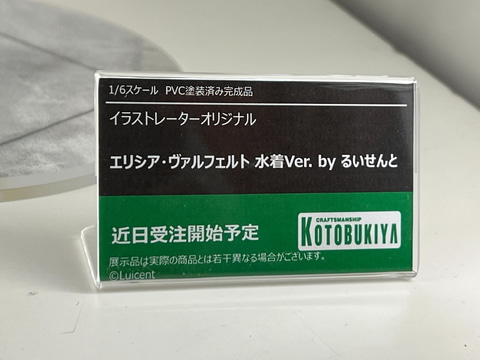 1/6スケール PVC塗装済み完成品
イラストレーターオリジナル
エリシア・ヴァルフェルト 水着Ver. by るいせんと
近日受注開始予定
CRAFTSMANSHIP
KOTOBUKIYA
展示品は実際の商品とは若干異なる場合がございます。
©Luicent